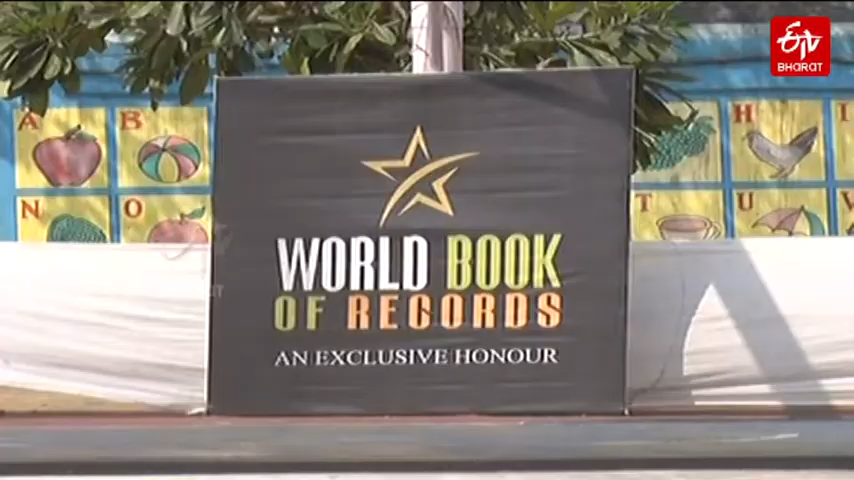 ETV
BHARAT
A
B
H
I
N
O
T
U
V
WORLD BOOK
OF RECORDS
AN EXCLUSIVE HONOUR